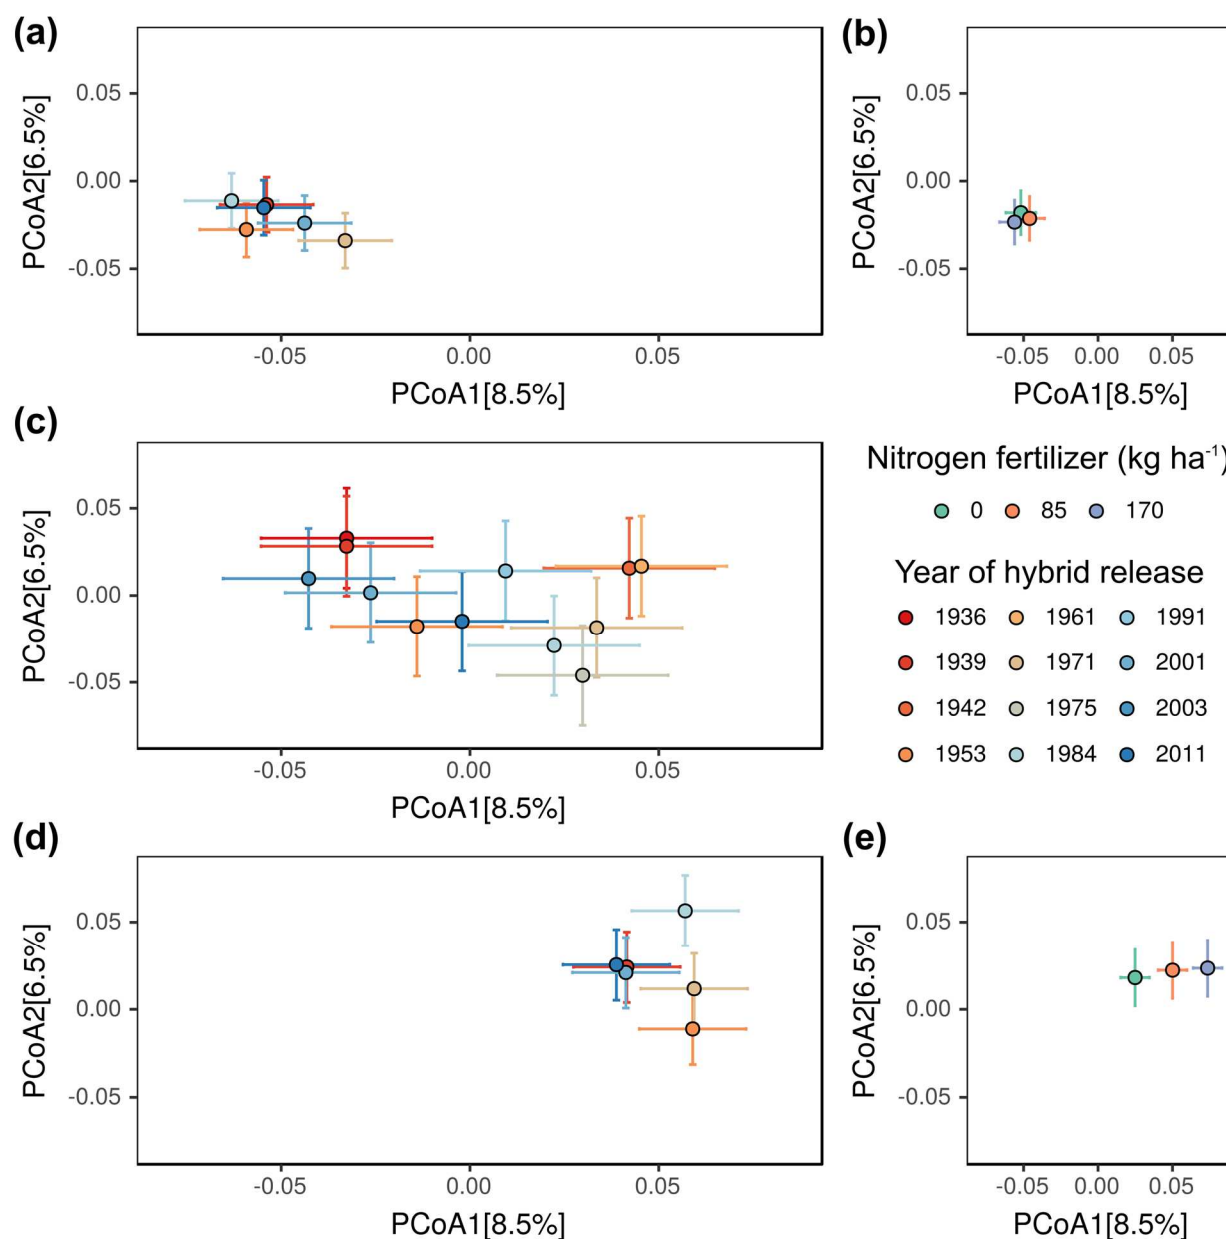 (a)
PCoA2[6.5%]
0.05
0.00
-0.05
-0.05 0.00 0.05
PCoA1[8.5%]
(b)
PCoA2[6.5%]
0.05
0.00
-0.05
-0.05 0.00 0.05
PCoA1[8.5%]
(c)
PCoA2[6.5%]
0.05
0.00
-0.05
-0.05 0.00 0.05
PCoA1[8.5%]
Nitrogen fertilizer (kg ha⁻¹)
0 85 170
Year of hybrid release
1936 1961 1991
1939 1971 2001
1942 1975 2003
1953 1984 2011
(d)
PCoA2[6.5%]
0.05
0.00
-0.05
-0.05 0.00 0.05
PCoA1[8.5%]
(e)
PCoA2[6.5%]
0.05
0.00
-0.05
-0.05 0.00 0.05
PCoA1[8.5%]